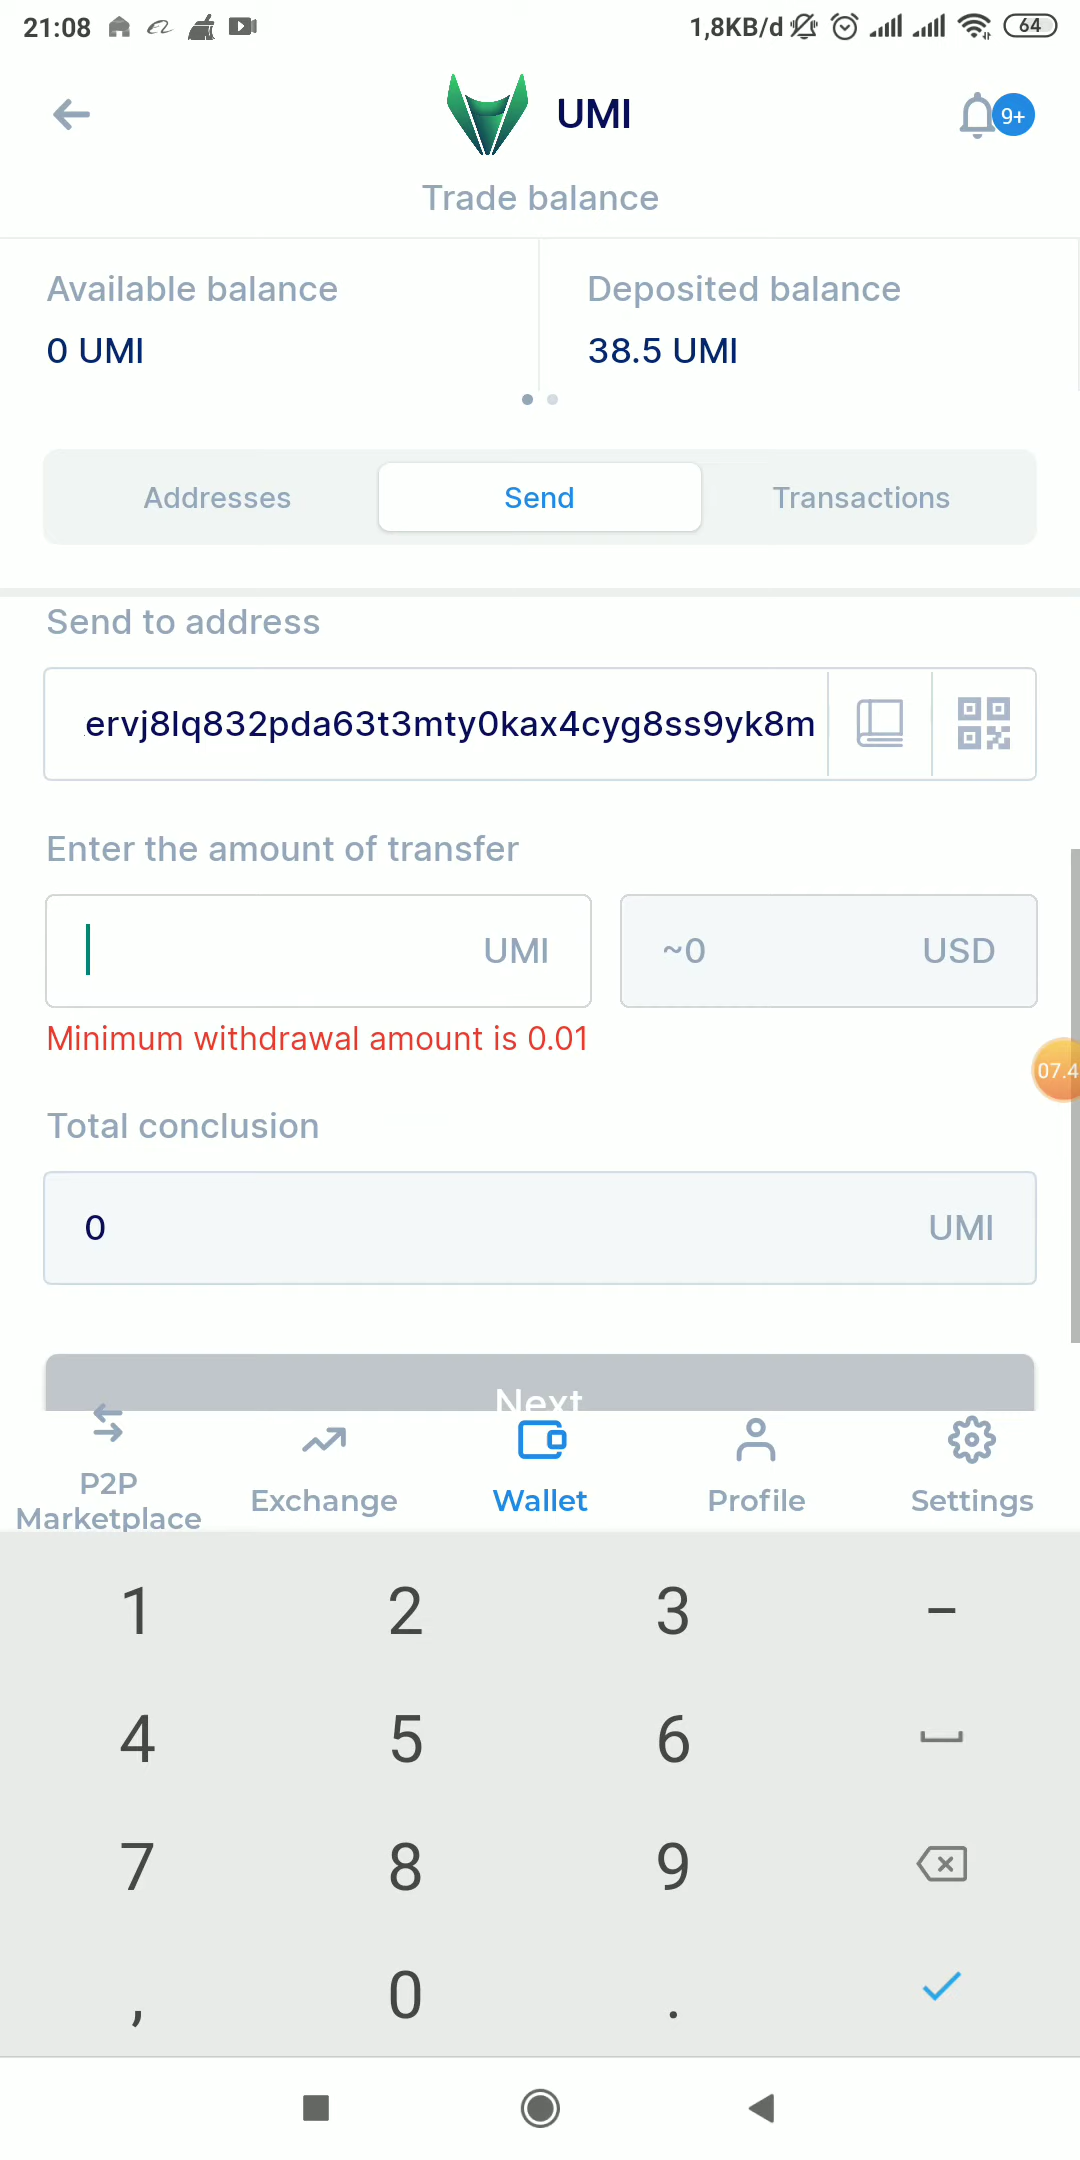 21:08 1,8KB/d 64
UMI
9+
Trade balance
Available balance
Deposited balance
0 UMI
38.5 UMI
Addresses
Send
Transactions
Send to address
ervj8lq832pda63t3mty0kax4cyg8ss9yk8m
Enter the amount of transfer
UMI
~0 USD
Minimum withdrawal amount is 0.01
07.4
Total conclusion
0 UMI
Next
P2P
Marketplace
Exchange
Wallet
Profile
Settings
1 2 3 –
4 5 6
7 8 9
, 0 .